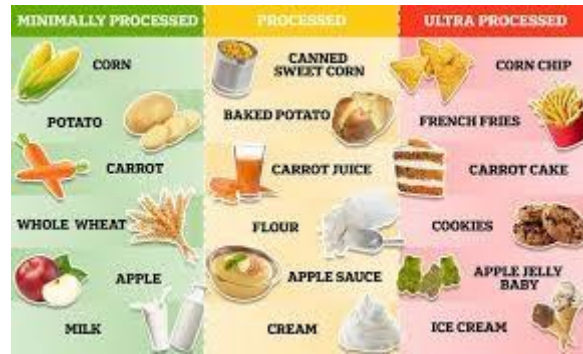 MINIMALLY PROCESSED
PROCESSED
ULTRA PROCESSED
CORN
CANNED
SWEET CORN
CORN CHIP
POTATO
BAKED POTATO
FRENCH FRIES
CARROT
CARROT JUICE
CARROT CAKE
WHOLE WHEAT
FLOUR
COOKIES
APPLE
APPLE SAUCE
APPLE JELLY
BABY
MILK
CREAM
ICE CREAM